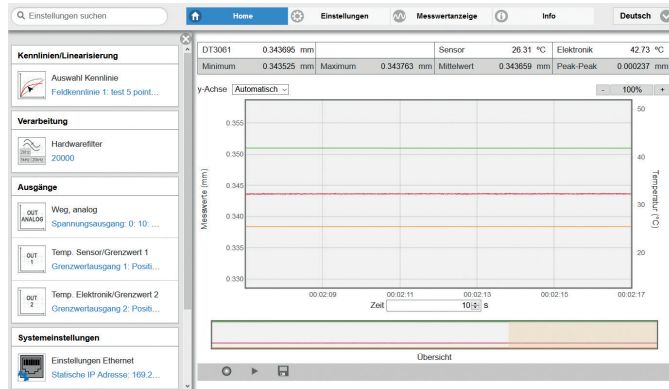 Einstellungen suchen
Home Einstellungen Messwertanzeige Info Deutsch
Kennlinien/Linearisierung
Auswahl Kennlinie
Feldkennlinie 1: test 5 point...
Verarbeitung
Hardwarefilter
20000
Ausgänge
OUT ANALOG
Weg, analog
Spannungsausgang: 0: 10: ...
OUT 1
Temp. Sensor/Grenzwert 1
Grenzwertausgang 1: Positi...
OUT 2
Temp. Elektronik/Grenzwert 2
Grenzwertausgang 2: Positi...
Systemeinstellungen
Einstellungen Ethernet
Statische IP Adresse: 169.2...
DT3061 0.343695 mm Sensor 26.31 °C Elektronik 42.73 °C
Minimum 0.343525 mm Maximum 0.343763 mm Mittelwert 0.343659 mm Peak-Peak 0.000237 mm
y-Achse Automatisch - 100% +
Messwerte (mm)
0.355
0.350
0.345
0.340
0.335
0.330
50
40
30
20
Temperatur (°C)
00:02:09 00:02:11 00:02:13 00:02:15 00:02:17
Zeit 10 s
Übersicht